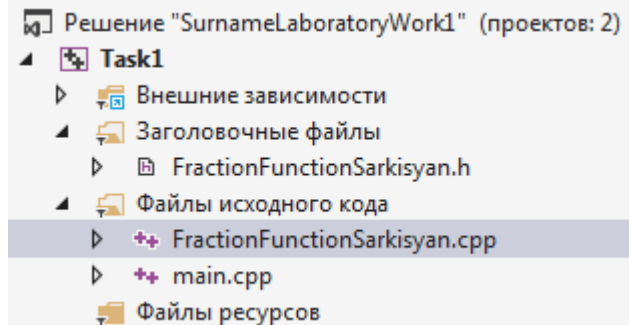 Решение "SurnameLaboratoryWork1" (проектов: 2)
Task1
Внешние зависимости
Заголовочные файлы
FractionFunctionSarkisyan.h
Файлы исходного кода
FractionFunctionSarkisyan.cpp
main.cpp
Файлы ресурсов